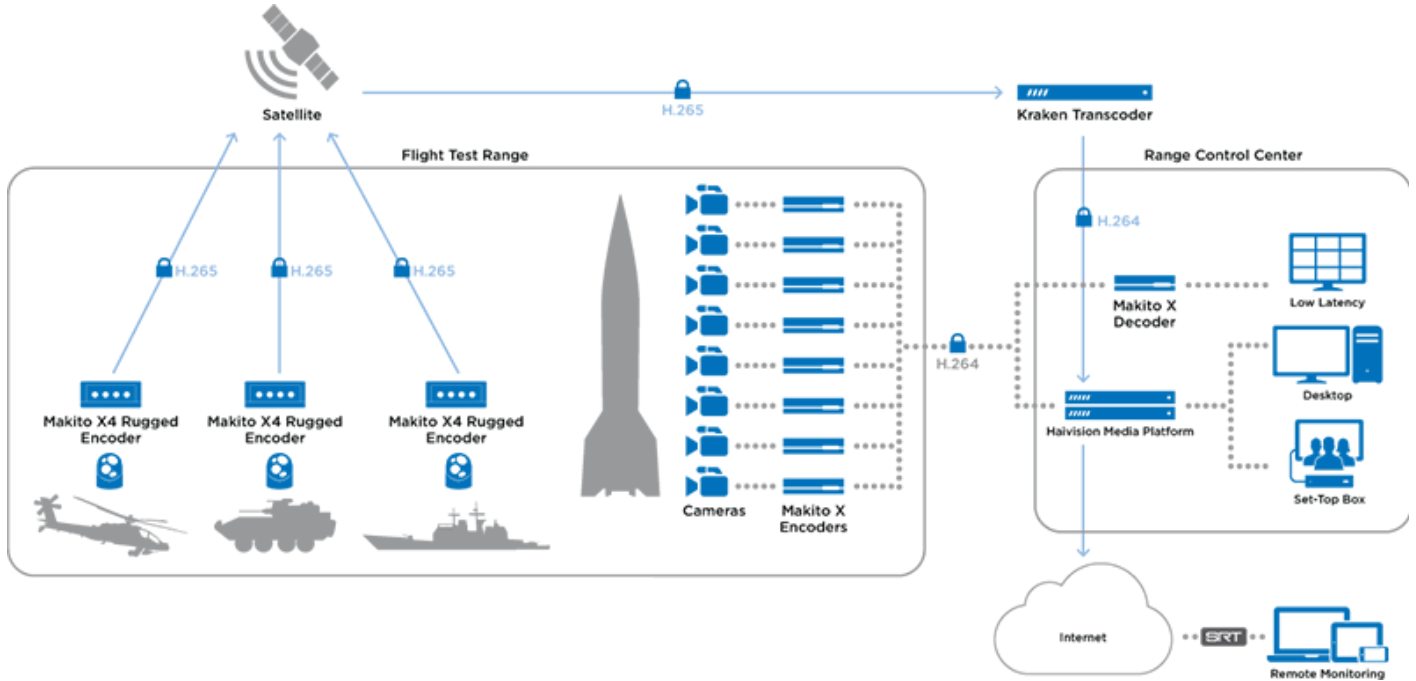 Satellite
H.265
Kraken Transcoder
Flight Test Range
Range Control Center
H.264
H.265
H.265
H.265
Low Latency
Makito X
Decoder
H.264
Desktop
Makito X4 Rugged
Encoder
Makito X4 Rugged
Encoder
Makito X4 Rugged
Encoder
Haivision Media Platform
Set-Top Box
Cameras
Makito X
Encoders
Internet
SRT
Remote Monitoring